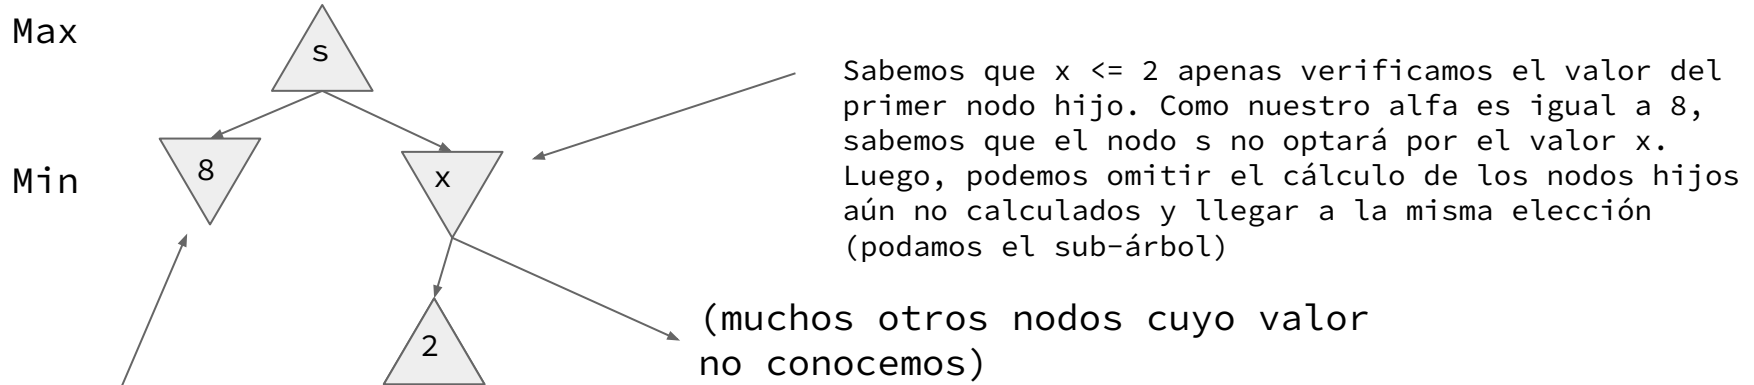 Max
s
Sabemos que x <= 2 apenas verificamos el valor del
primer nodo hijo. Como nuestro alfa es igual a 8,
sabemos que el nodo s no optará por el valor x.
Luego, podemos omitir el cálculo de los nodos hijos
aún no calculados y llegar a la misma elección
(podamos el sub-árbol)
Min
8
x
(muchos otros nodos cuyo valor
no conocemos)
2